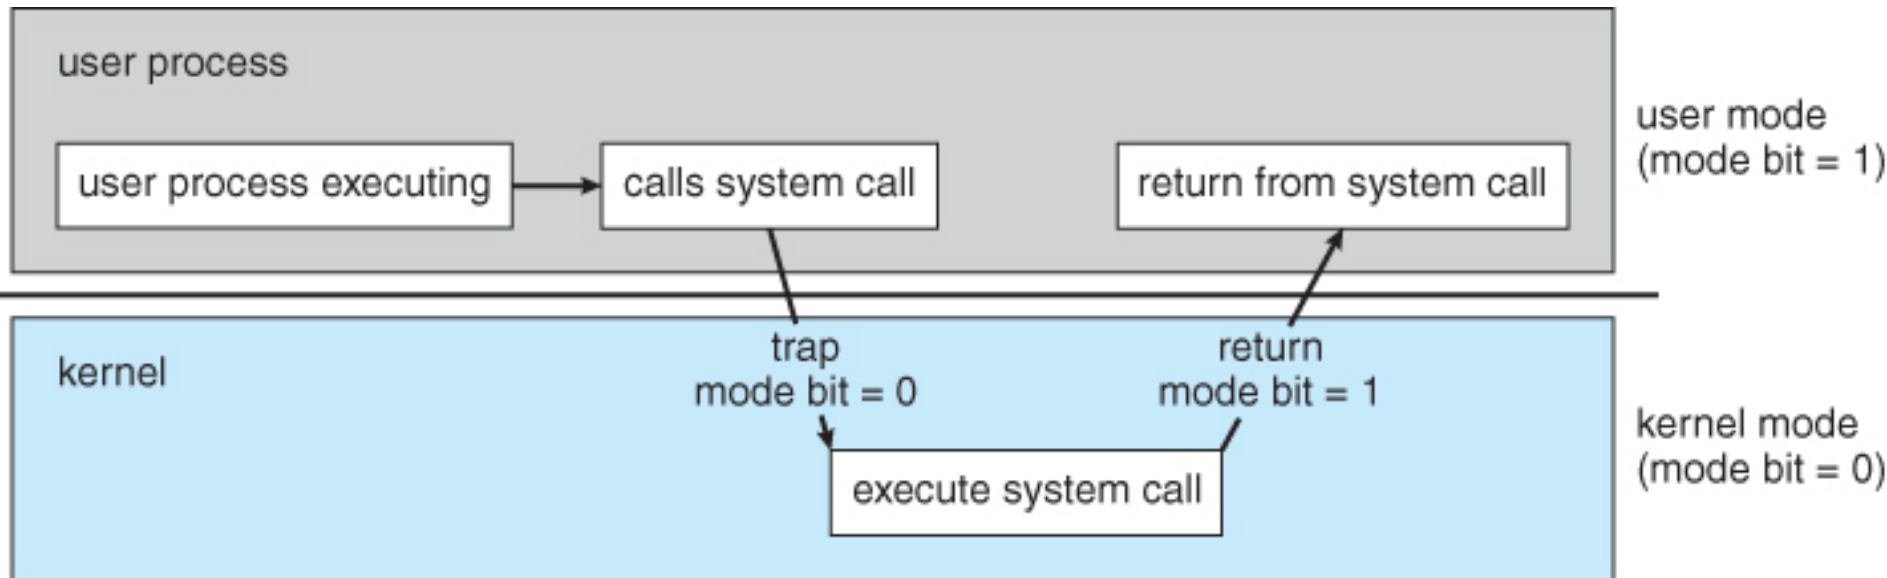 user process
user process executing
calls system call
return from system call
user mode
(mode bit = 1)
kernel
trap
mode bit = 0
return
mode bit = 1
execute system call
kernel mode
(mode bit = 0)